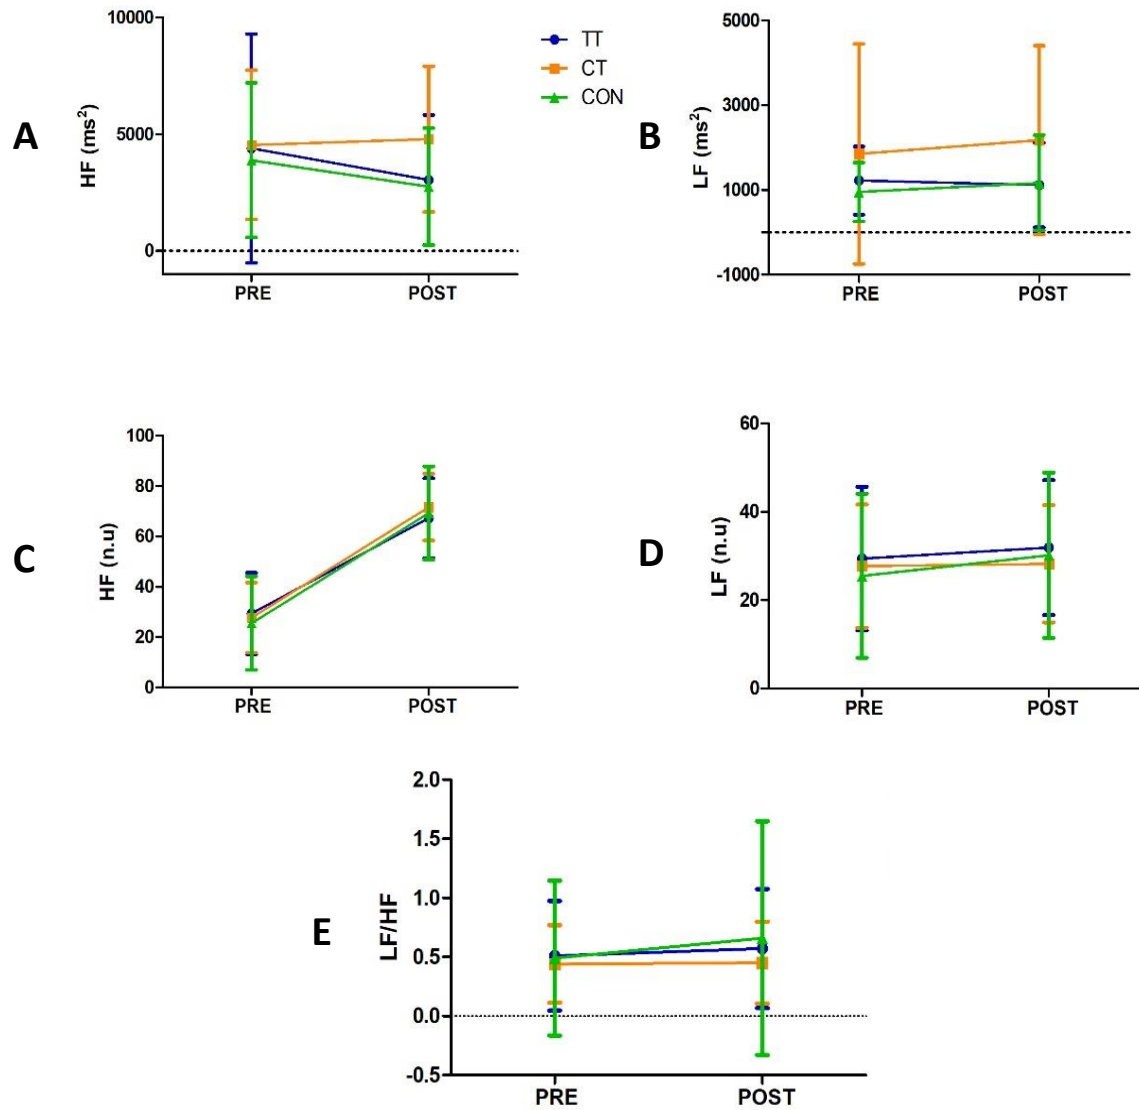 A
HF (ms²)
10000
5000
0
PRE
POST
TT
CT
CON
B
LF (ms²)
5000
3000
1000
-1000
PRE
POST
C
HF (n.u)
100
80
60
40
20
0
PRE
POST
D
LF (n.u)
60
40
20
0
PRE
POST
E
LF/HF
2.0
1.5
1.0
0.5
0.0
-0.5
PRE
POST